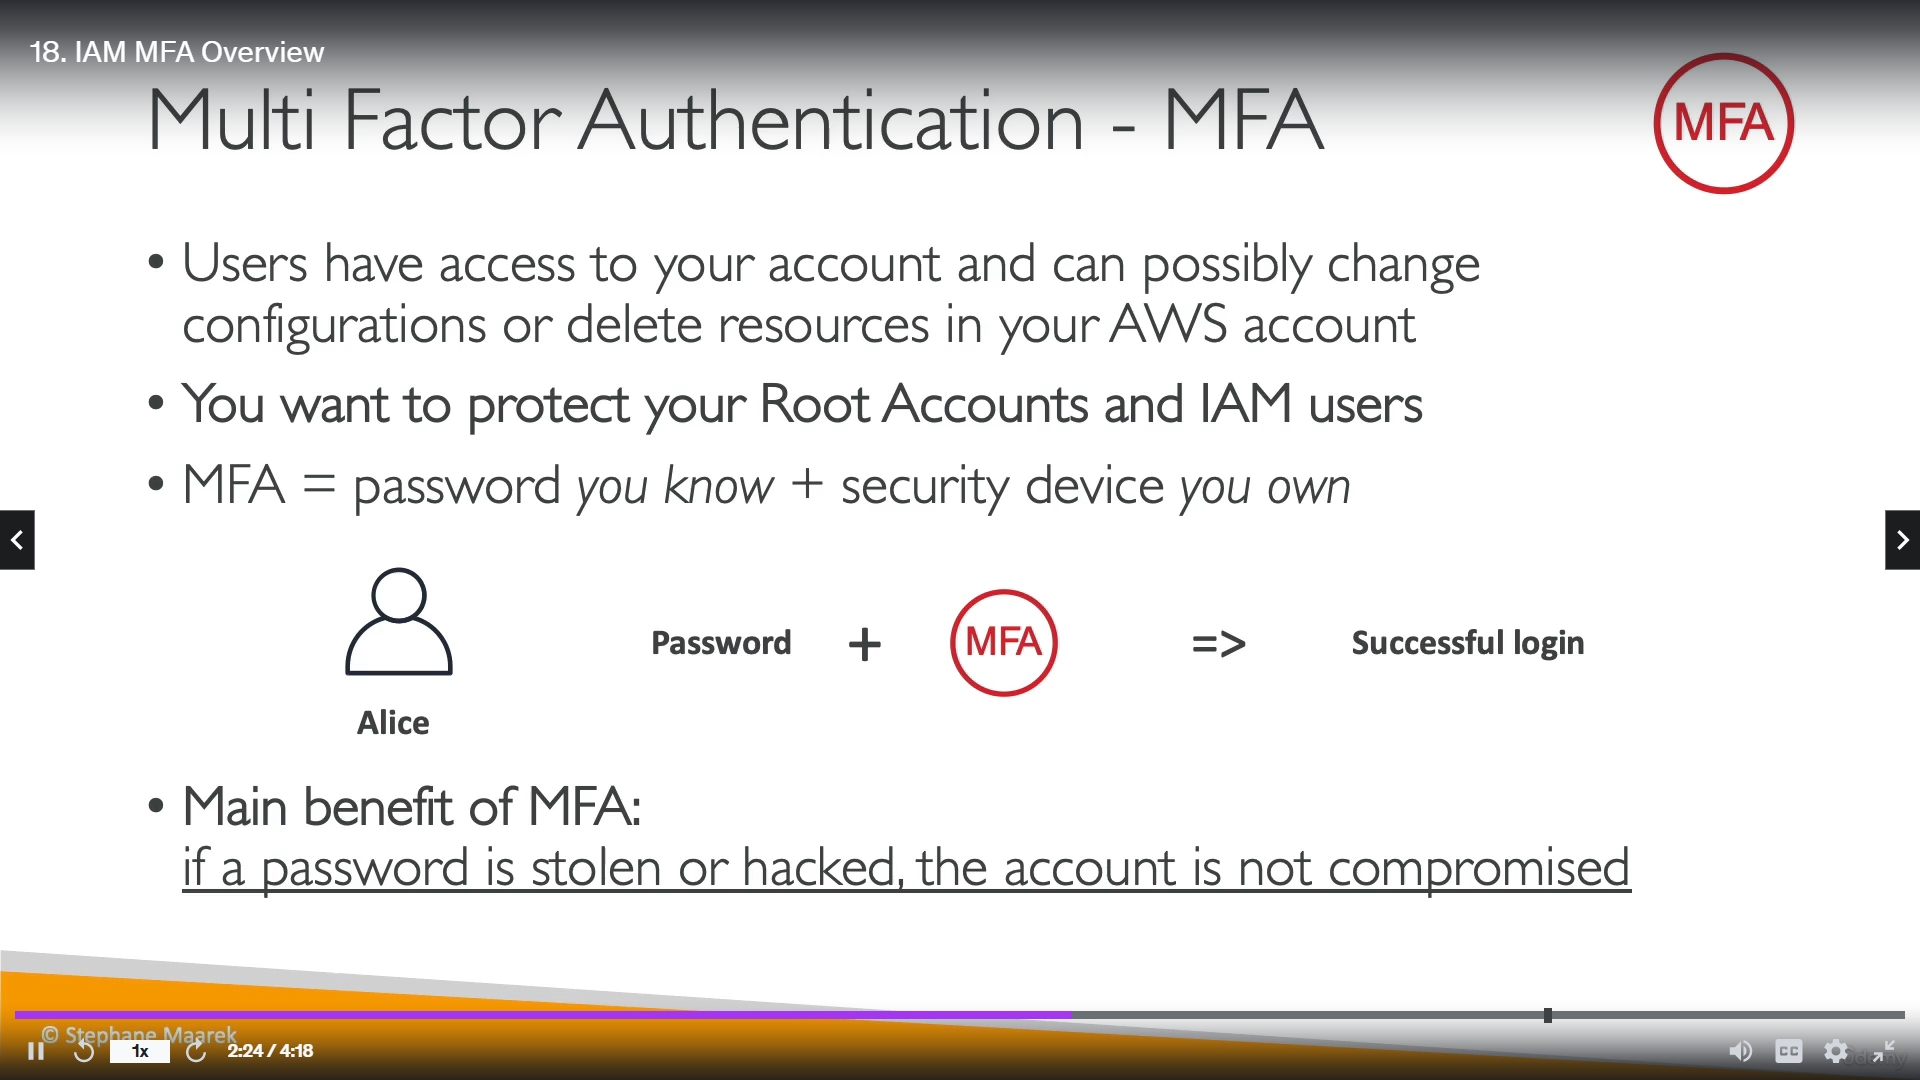 18. IAM MFA Overview
Multi Factor Authentication - MFA
MFA
• Users have access to your account and can possibly change
configurations or delete resources in your AWS account
• You want to protect your Root Accounts and IAM users
• MFA = password you know + security device you own
Password + MFA => Successful login
Alice
• Main benefit of MFA:
if a password is stolen or hacked, the account is not compromised
© Stephane Maarek
1x 2:24 / 4:18 CC